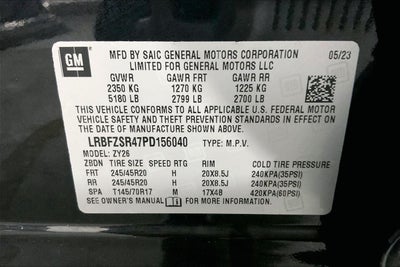 GM
MFD BY SAIC GENERAL MOTORS CORPORATION 05/23
LIMITED FOR GENERAL MOTORS LLC
GVWR GAWR FRT GAWR RR
2350 KG 1270 KG 1225 KG
5180 LB 2799 LB 2700 LB
THIS VEHICLE CONFORMS TO ALL APPLICABLE U.S. FEDERAL MOTOR
VEHICLE SAFETY, BUMPER, AND THEFT PREVENTION STANDARDS
IN EFFECT ON THE DATE OF MANUFACTURE SHOWN ABOVE.
LRBFZSR47PD156040 TYPE: M.P.V.
MODEL: ZY26
ZBDN TIRE SIZE SPEED RTG RIM COLD TIRE PRESSURE
FRT 245/45R20 V 20X8.5J 240KPA(35PSI)
RR 245/45R20 V 20X8.5J 240KPA(35PSI)
SPA T145/70R17 M 17X4B 420KPA(60PSI)
SEE OWNER'S MANUAL FOR MORE INFORMATION.